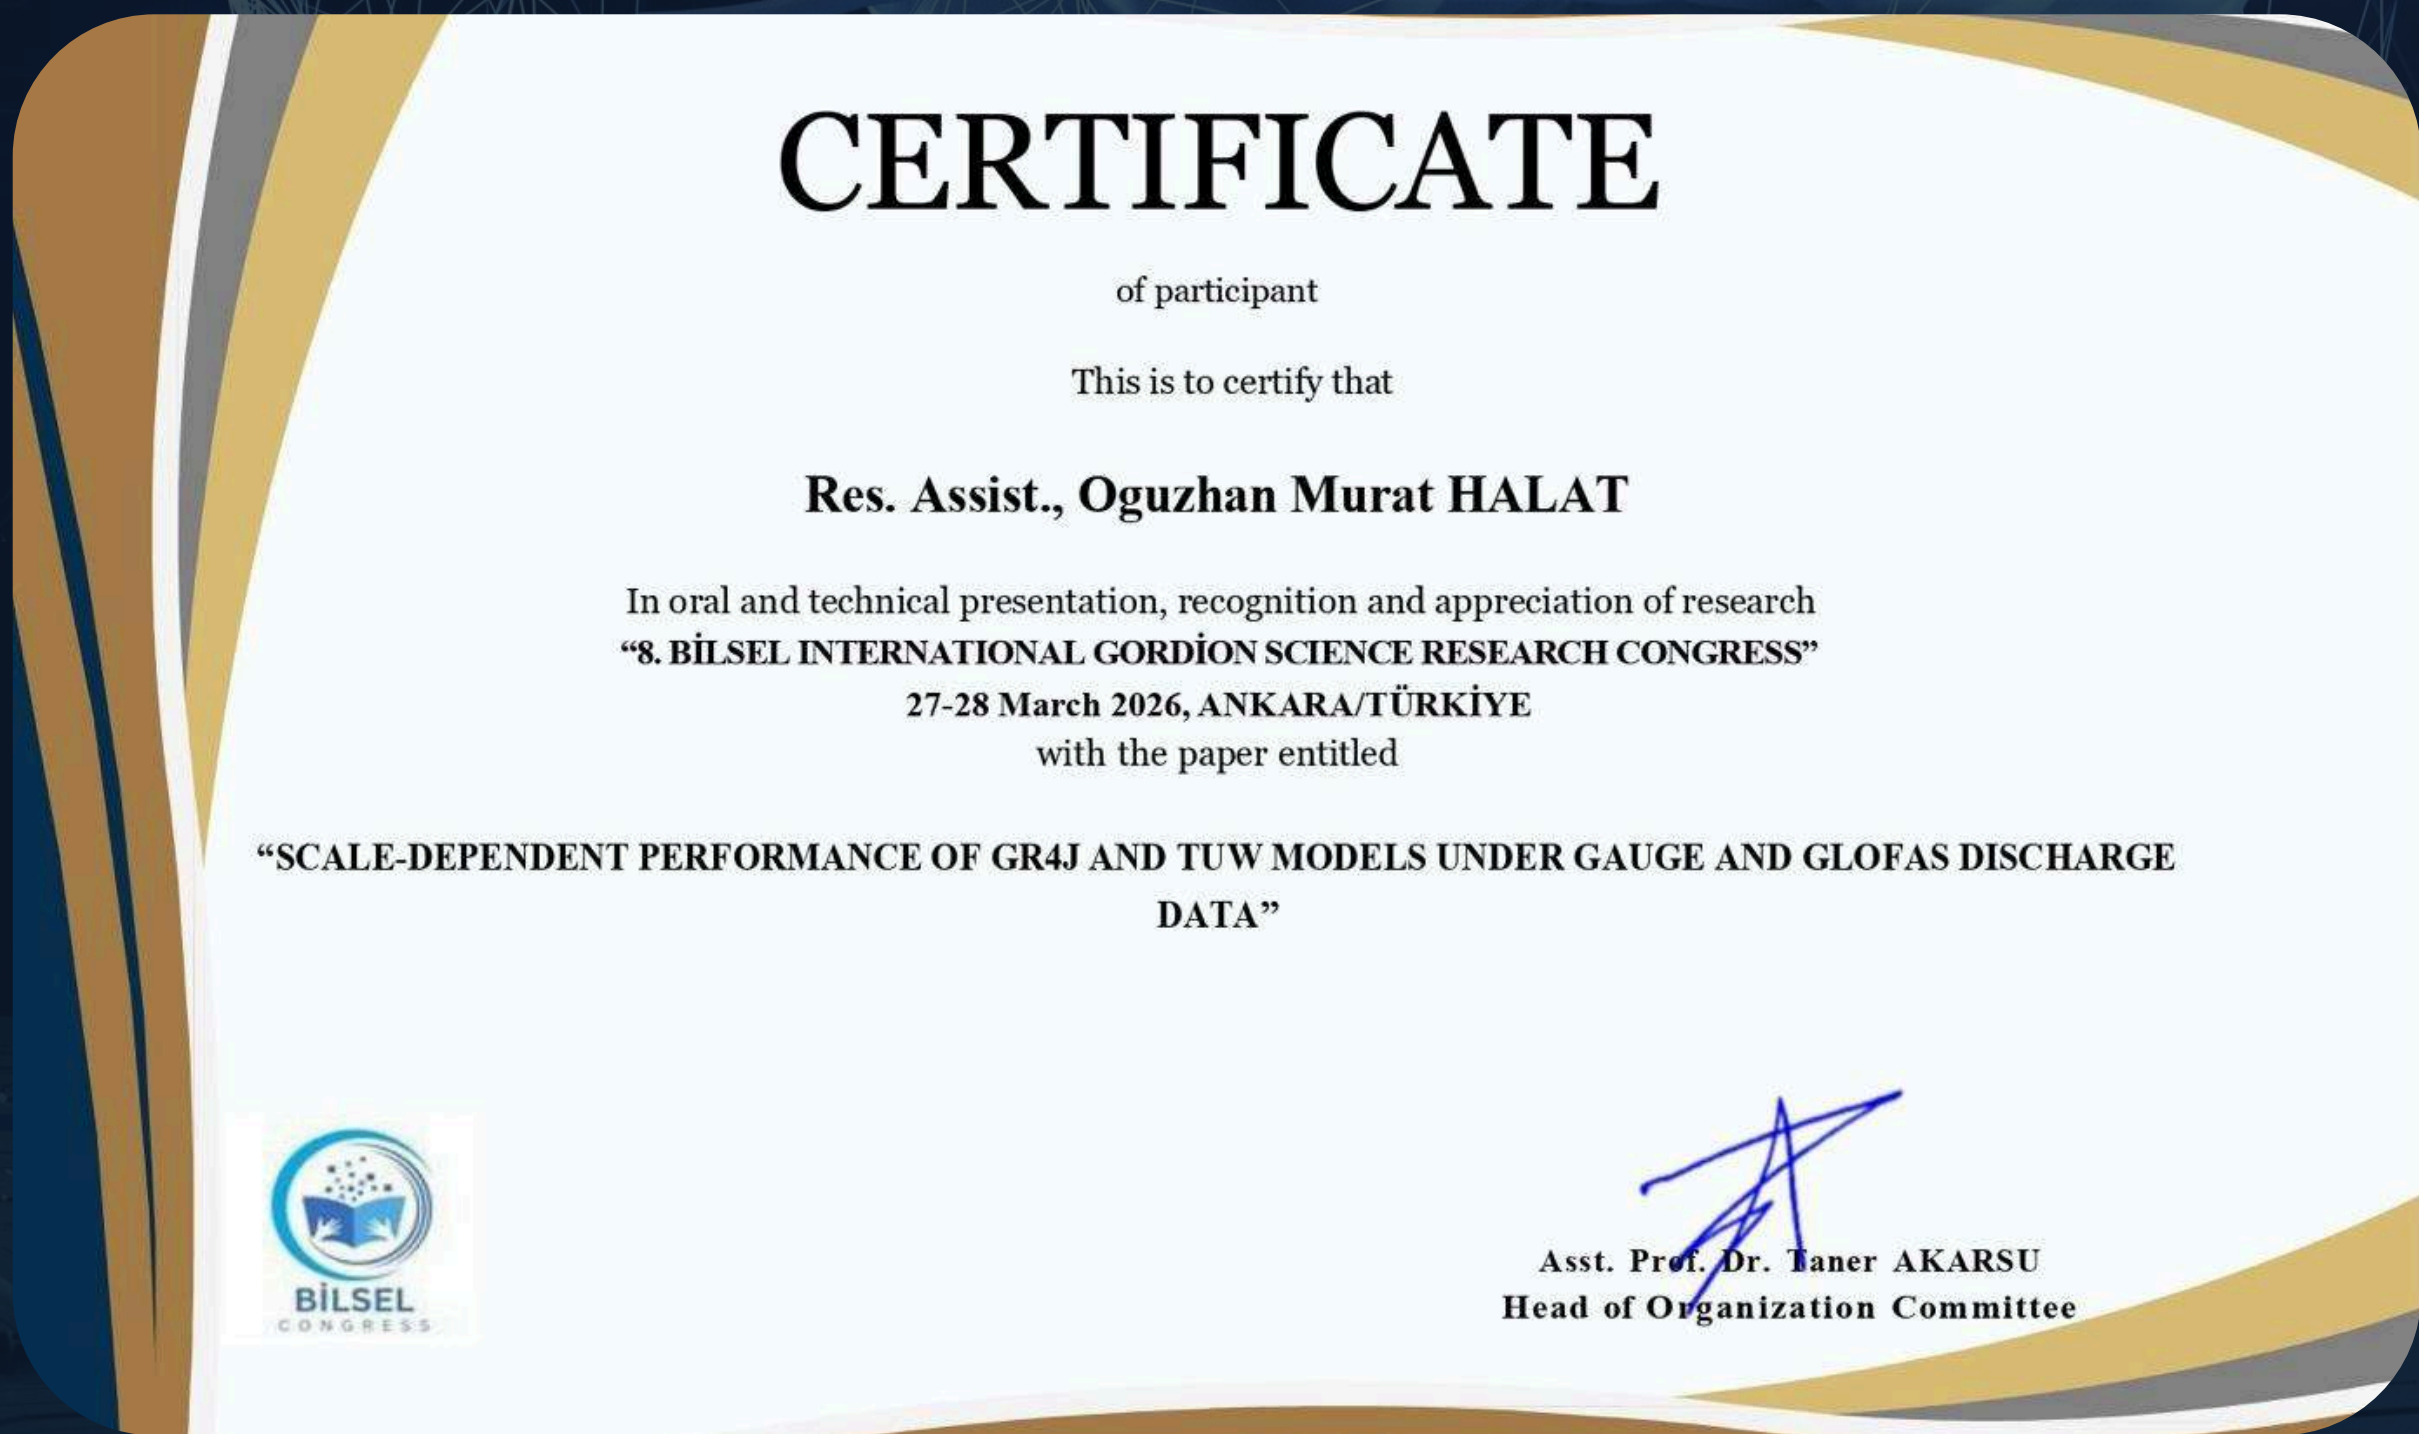 CERTIFICATE
of participant
This is to certify that
Res. Assist., Oguzhan Murat HALAT
In oral and technical presentation, recognition and appreciation of research
“8. BİLSEL INTERNATIONAL GORDİON SCIENCE RESEARCH CONGRESS”
27-28 March 2026, ANKARA/TÜRKİYE
with the paper entitled
“SCALE-DEPENDENT PERFORMANCE OF GR4J AND TUW MODELS UNDER GAUGE AND GLOFAS DISCHARGE
DATA”
BİLSEL
CONGRESS
Asst. Prof. Dr. Taner AKARSU
Head of Organization Committee